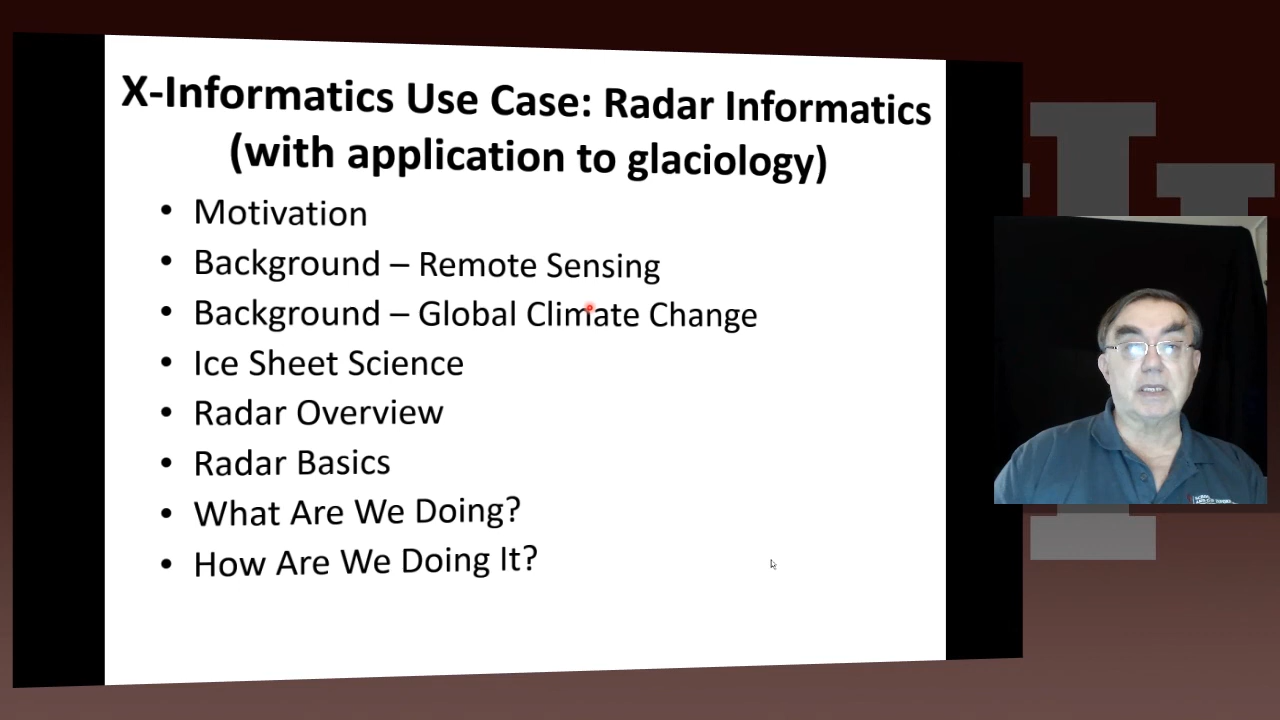 X-Informatics Use Case: Radar Informatics
(with application to glaciology)
• Motivation
• Background – Remote Sensing
• Background – Global Climate Change
• Ice Sheet Science
• Radar Overview
• Radar Basics
• What Are We Doing?
• How Are We Doing It?